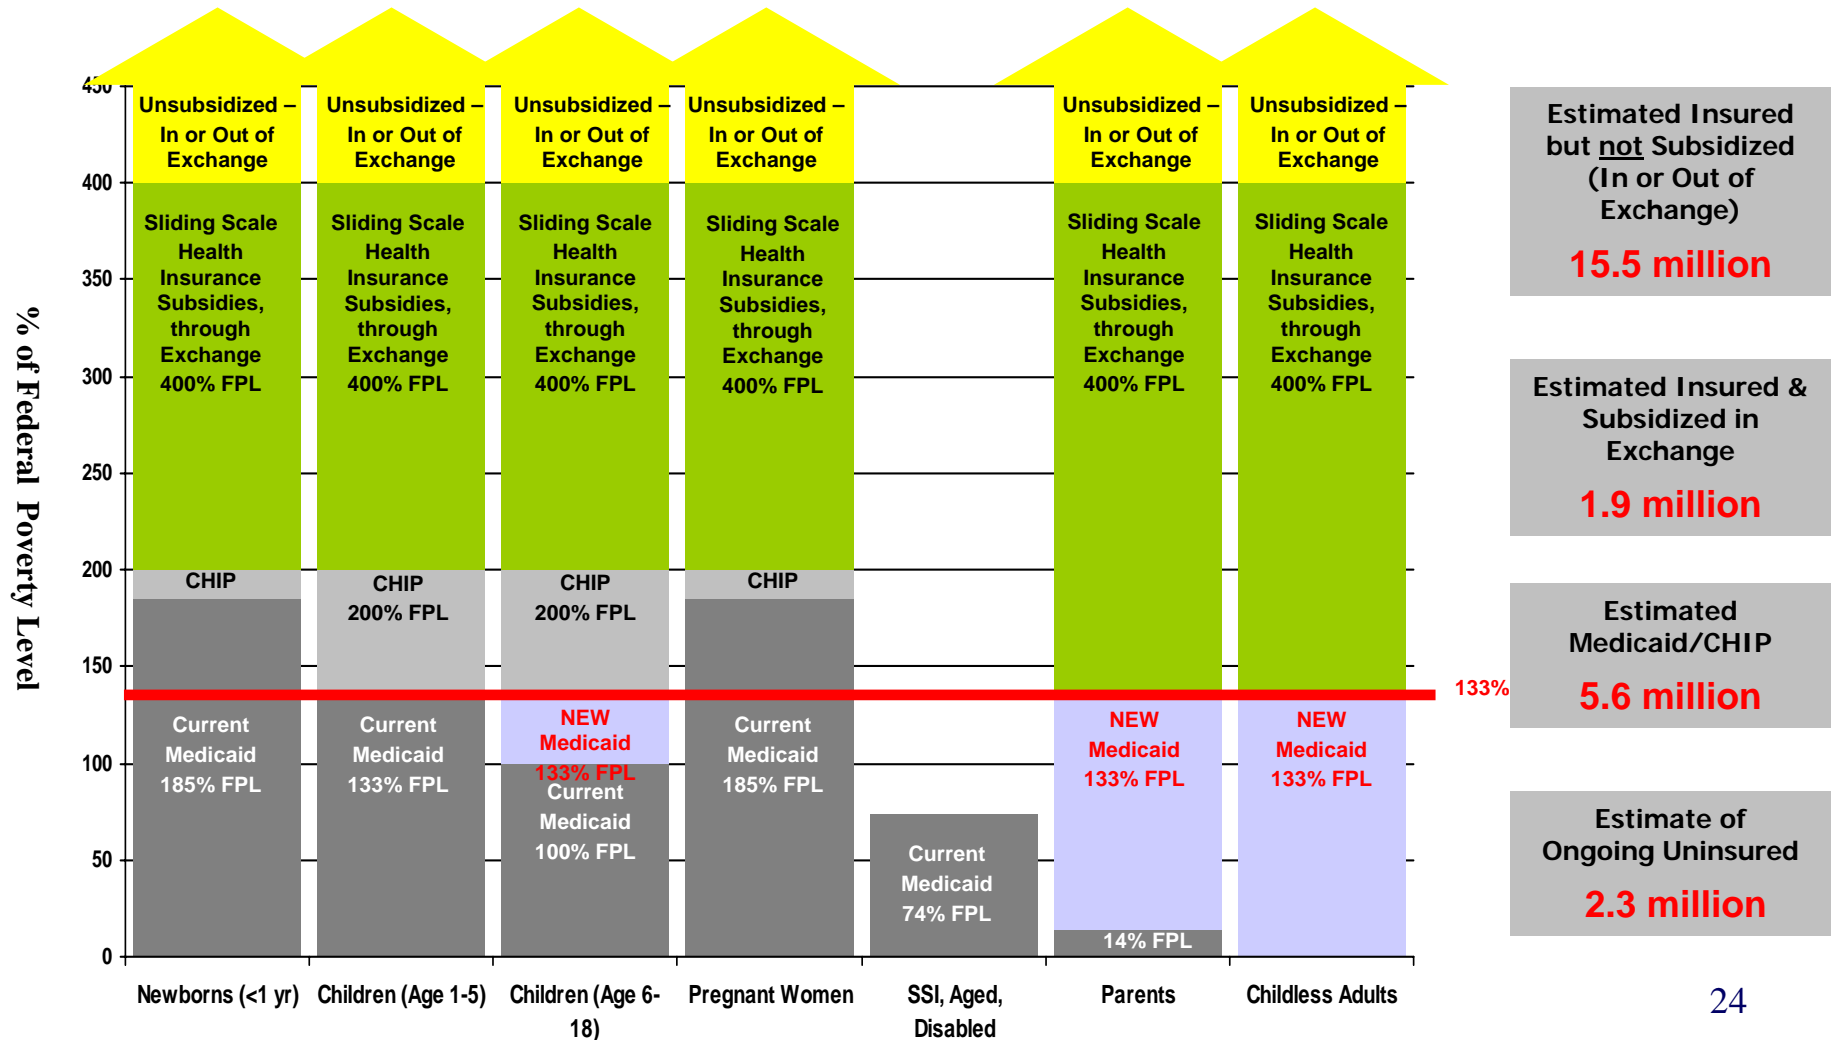 % of Federal Poverty Level
450
400
350
300
250
200
150
100
50
0
Unsubsidized –
In or Out of
Exchange
Sliding Scale
Health
Insurance
Subsidies,
through
Exchange
400% FPL
CHIP
Current
Medicaid
185% FPL
Newborns (<1 yr)
Unsubsidized –
In or Out of
Exchange
Sliding Scale
Health
Insurance
Subsidies,
through
Exchange
400% FPL
CHIP
200% FPL
Current
Medicaid
133% FPL
Children (Age 1-5)
Unsubsidized –
In or Out of
Exchange
Sliding Scale
Health
Insurance
Subsidies,
through
Exchange
400% FPL
CHIP
200% FPL
NEW
Medicaid
133% FPL
Current
Medicaid
100% FPL
Children (Age 6-
18)
Unsubsidized –
In or Out of
Exchange
Sliding Scale
Health
Insurance
Subsidies,
through
Exchange
400% FPL
CHIP
Current
Medicaid
185% FPL
Pregnant Women
Current
Medicaid
74% FPL
SSI, Aged,
Disabled
Unsubsidized –
In or Out of
Exchange
Sliding Scale
Health
Insurance
Subsidies,
through
Exchange
400% FPL
NEW
Medicaid
133% FPL
14% FPL
Parents
Unsubsidized –
In or Out of
Exchange
Sliding Scale
Health
Insurance
Subsidies,
through
Exchange
400% FPL
NEW
Medicaid
133% FPL
Childless Adults
133%
Estimated Insured
but not Subsidized
(In or Out of
Exchange)
15.5 million
Estimated Insured &
Subsidized in
Exchange
1.9 million
Estimated
Medicaid/CHIP
5.6 million
Estimate of
Ongoing Uninsured
2.3 million
24